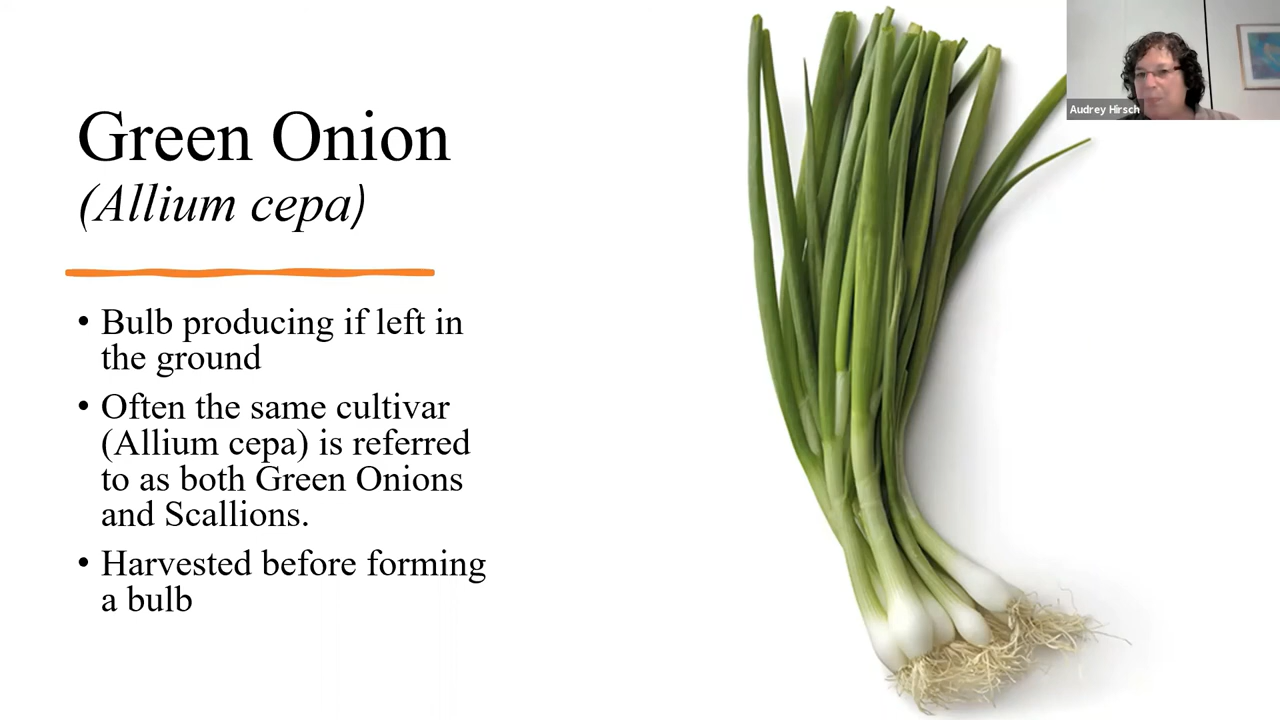 Green Onion
(Allium cepa)
• Bulb producing if left in
the ground
• Often the same cultivar
(Allium cepa) is referred
to as both Green Onions
and Scallions.
• Harvested before forming
a bulb
Audrey Hirsch